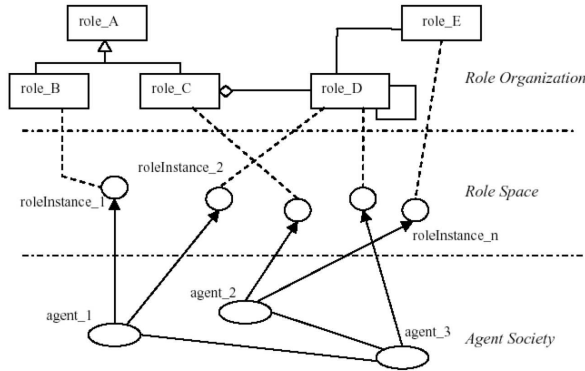 role_A
role_E
role_B
role_C
role_D
Role Organization
roleInstance_2
roleInstance_1
Role Space
roleInstance_n
agent_2
agent_1
agent_3
Agent Society